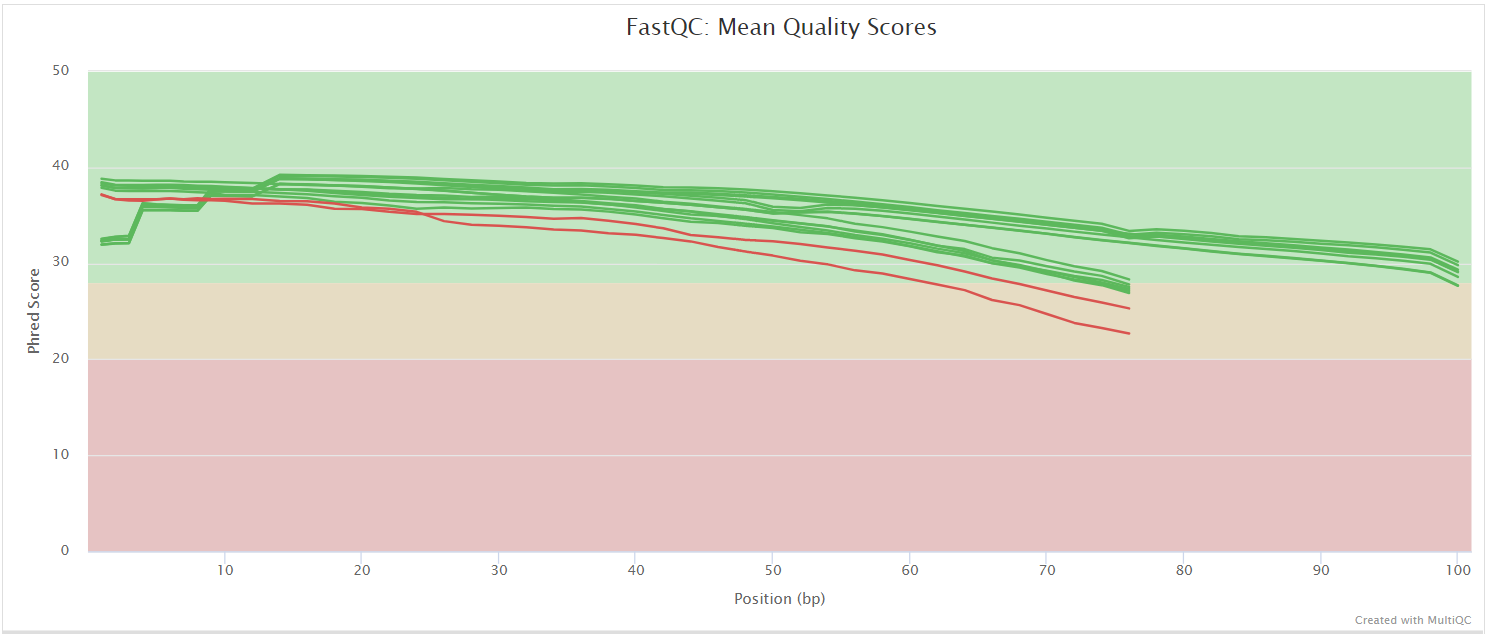 FastQC: Mean Quality Scores
50
40
30
20
10
0
Phred Score
10 20 30 40 50 60 70 80 90 100
Position (bp)
Created with MultiQC